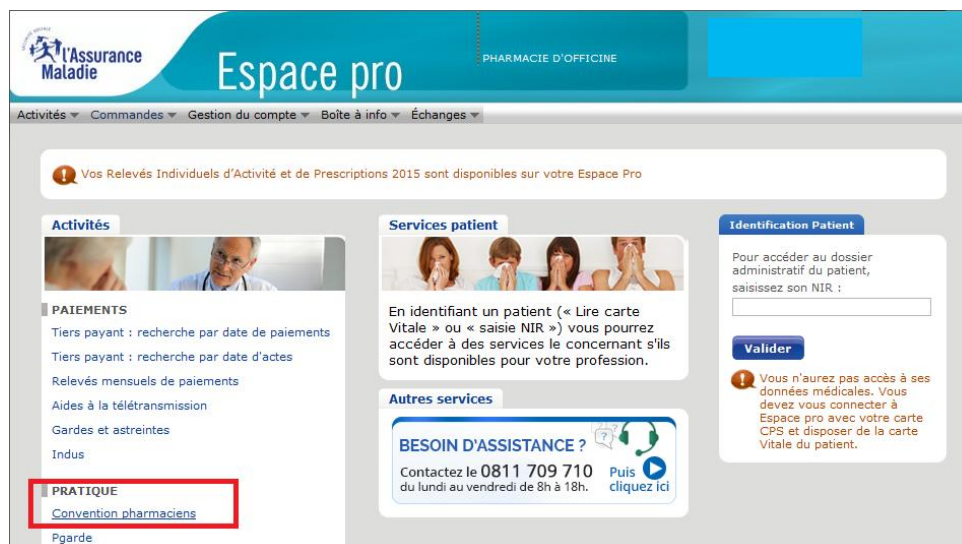 l'Assurance
Maladie
Espace pro
PHARMACIE D'OFFICINE
Activités Commandes Gestion du compte Boîte à info Échanges
Vos Relevés Individuels d'Activité et de Prescriptions 2015 sont disponibles sur votre Espace Pro
Activités
PAIEMENTS
Tiers payant : recherche par date de paiements
Tiers payant : recherche par date d'actes
Relevés mensuels de paiements
Aides à la télétransmission
Gardes et astreintes
Indus
PRATIQUE
Convention pharmaciens
Pgarde
Services patient
En identifiant un patient (« Lire carte
Vitale » ou « saisie NIR ») vous pourrez
accéder à des services le concernant s'ils
sont disponibles pour votre profession.
Autres services
BESOIN D'ASSISTANCE ?
Contactez le 0811 709 710
du lundi au vendredi de 8h à 18h.
Puis
cliquez ici
Identification Patient
Pour accéder au dossier
administratif du patient,
saisissez son NIR :
Valider
Vous n'aurez pas accès à ses
données médicales. Vous
devez vous connecter à
Espace pro avec votre carte
CPS et disposer de la carte
Vitale du patient.